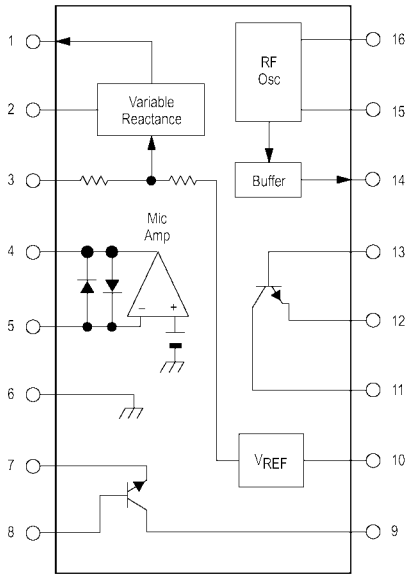 1
16
RF
Osc
2
Variable
Reactance
15
3
Buffer
14
Mic
Amp
4
13
5
− +
12
6
11
7
VREF
10
8
9